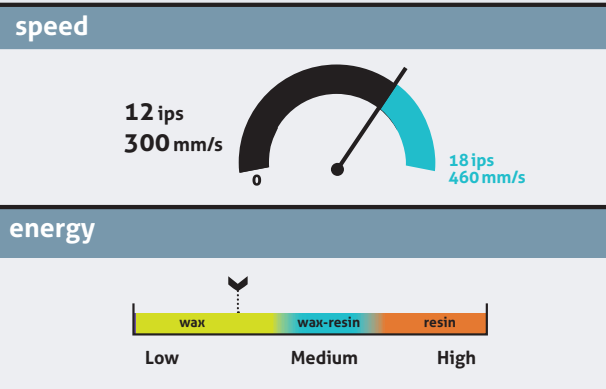 speed
12 ips
300 mm/s
0
18 ips
460 mm/s
energy
wax wax-resin resin
Low Medium High